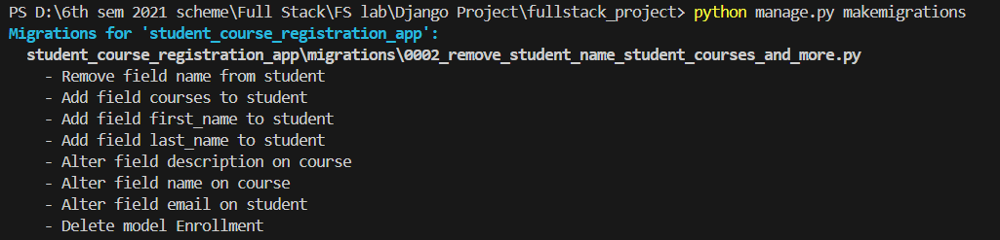 PS D:\6th sem 2021 scheme\Full Stack\FS lab\Django Project\fullstack_project> python manage.py makemigrations
Migrations for 'student_course_registration_app':
  student_course_registration_app\migrations\0002_remove_student_name_student_courses_and_more.py
    - Remove field name from student
    - Add field courses to student
    - Add field first_name to student
    - Add field last_name to student
    - Alter field description on course
    - Alter field name on course
    - Alter field email on student
    - Delete model Enrollment